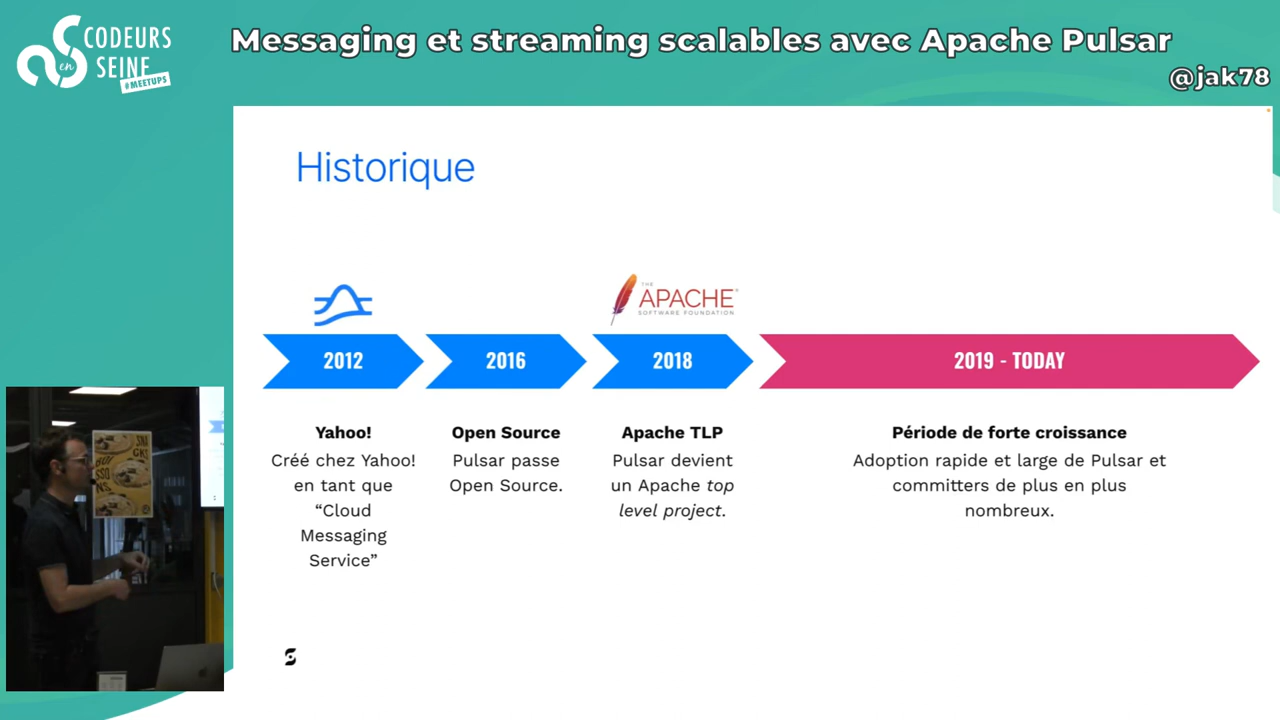 CODEURS
en
SEINE
#MEETUPS
Messaging et streaming scalables avec Apache Pulsar
@jak78
Historique
THE
APACHE
SOFTWARE FOUNDATION
2012
2016
2018
2019 - TODAY
Yahoo!
Créé chez Yahoo!
en tant que
“Cloud
Messaging
Service”
Open Source
Pulsar passe
Open Source.
Apache TLP
Pulsar devient
un Apache top
level project.
Période de forte croissance
Adoption rapide et large de Pulsar et
committers de plus en plus
nombreux.
SNA